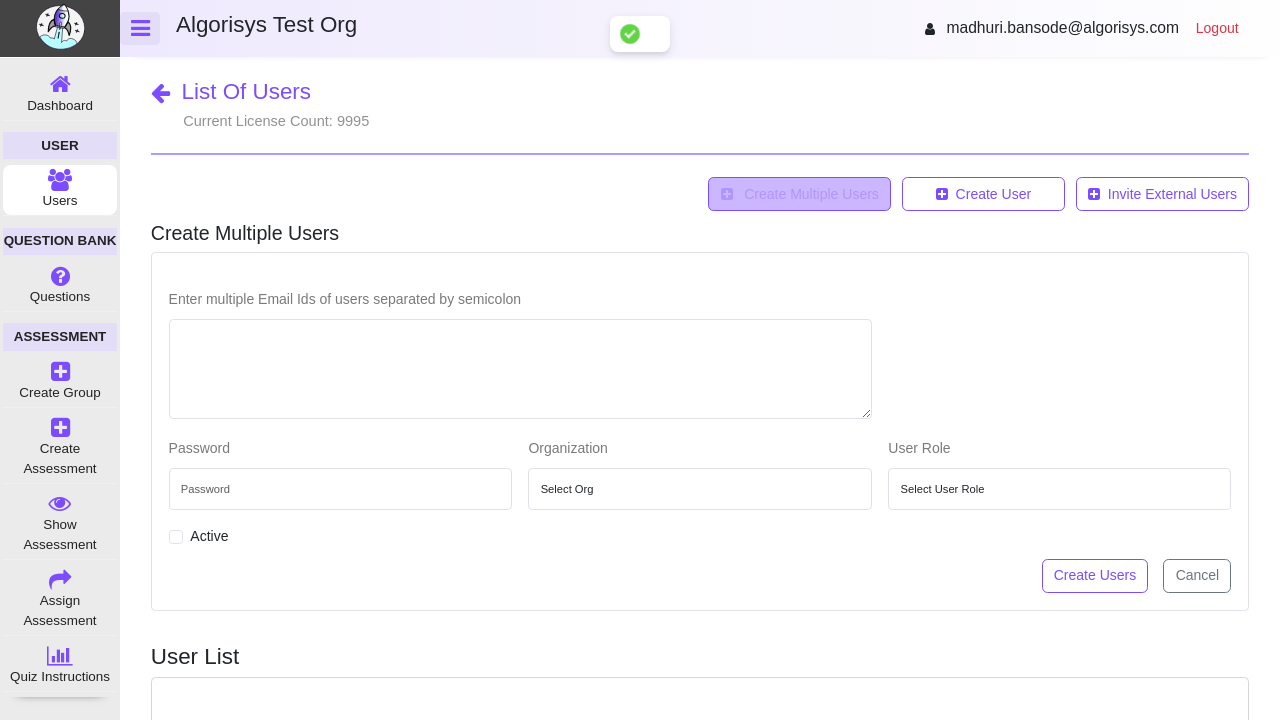 Algorisys Test Org
madhuri.bansode@algorisys.com
Logout
Dashboard
USER
Users
QUESTION BANK
Questions
ASSESSMENT
Create Group
Create
Assessment
Show
Assessment
Assign
Assessment
Quiz Instructions
List Of Users
Current License Count: 9995
Create Multiple Users
Create User
Invite External Users
Create Multiple Users
Enter multiple Email Ids of users separated by semicolon
Password
Organization
User Role
Password
Select Org
Select User Role
Active
Create Users
Cancel
User List